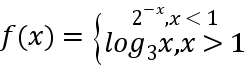 f(x) = { 2^{-x}, x < 1
log_3 x, x > 1